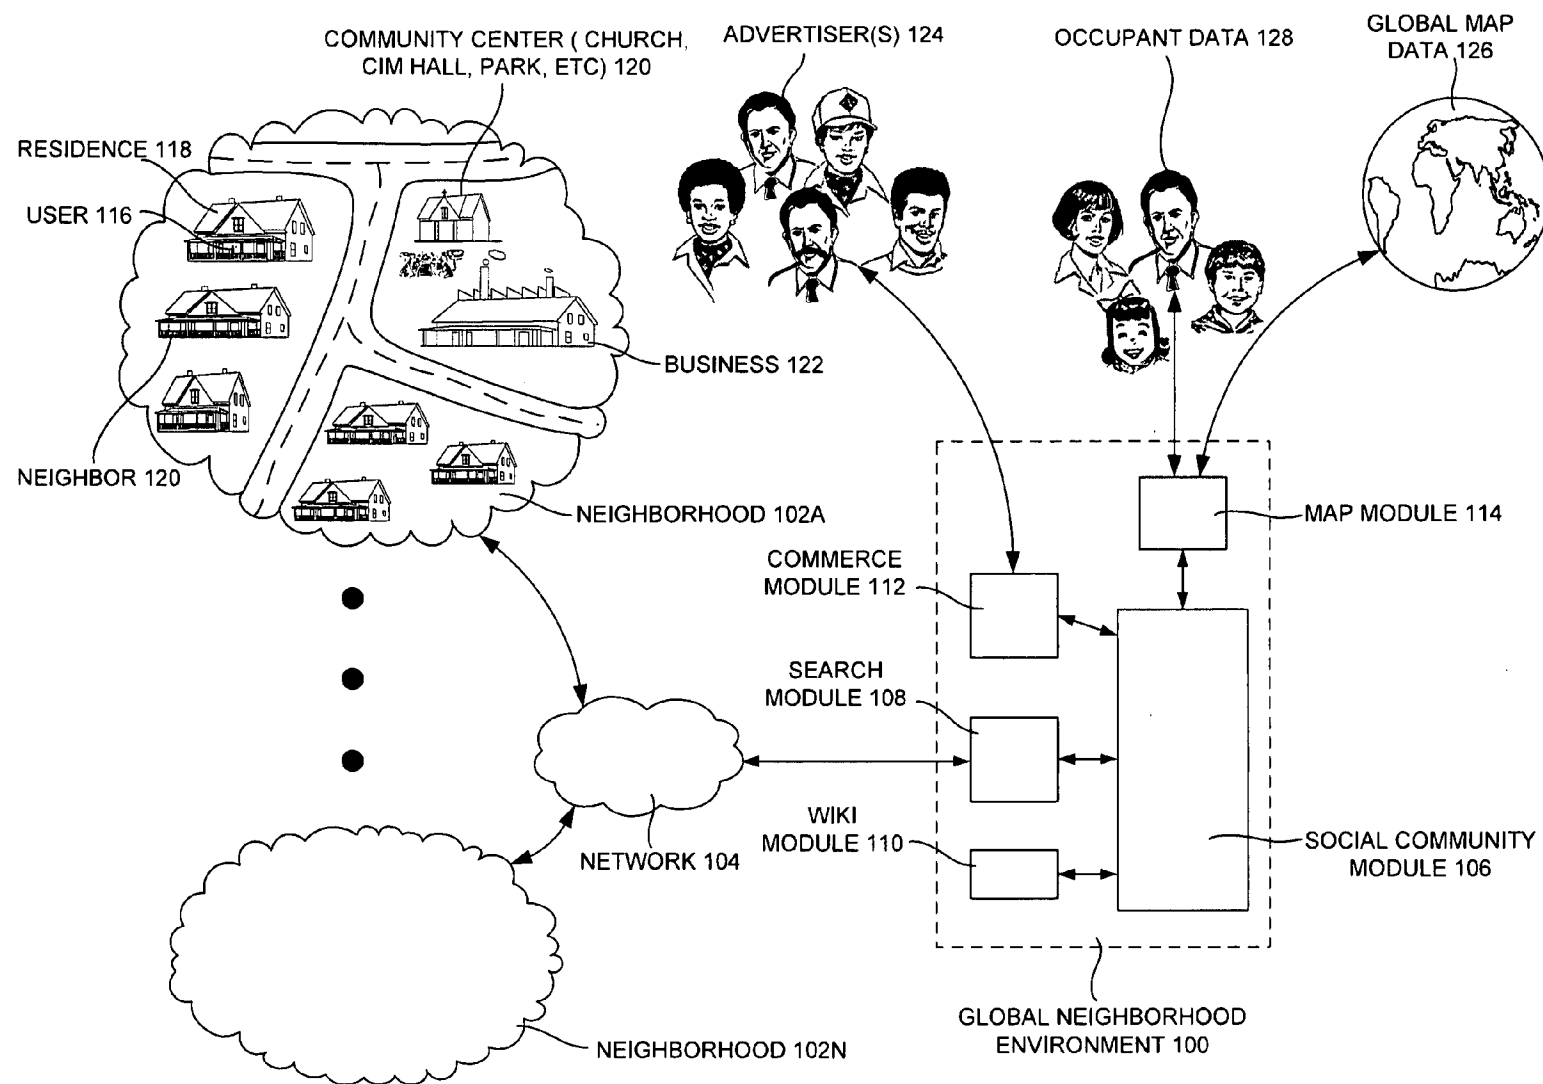 COMMUNITY CENTER ( CHURCH,
CIM HALL, PARK, ETC) 120
ADVERTISER(S) 124
OCCUPANT DATA 128
GLOBAL MAP
DATA 126
RESIDENCE 118
USER 116
BUSINESS 122
NEIGHBOR 120
NEIGHBORHOOD 102A
MAP MODULE 114
COMMERCE
MODULE 112
SEARCH
MODULE 108
WIKI
MODULE 110
NETWORK 104
SOCIAL COMMUNITY
MODULE 106
GLOBAL NEIGHBORHOOD
ENVIRONMENT 100
NEIGHBORHOOD 102N